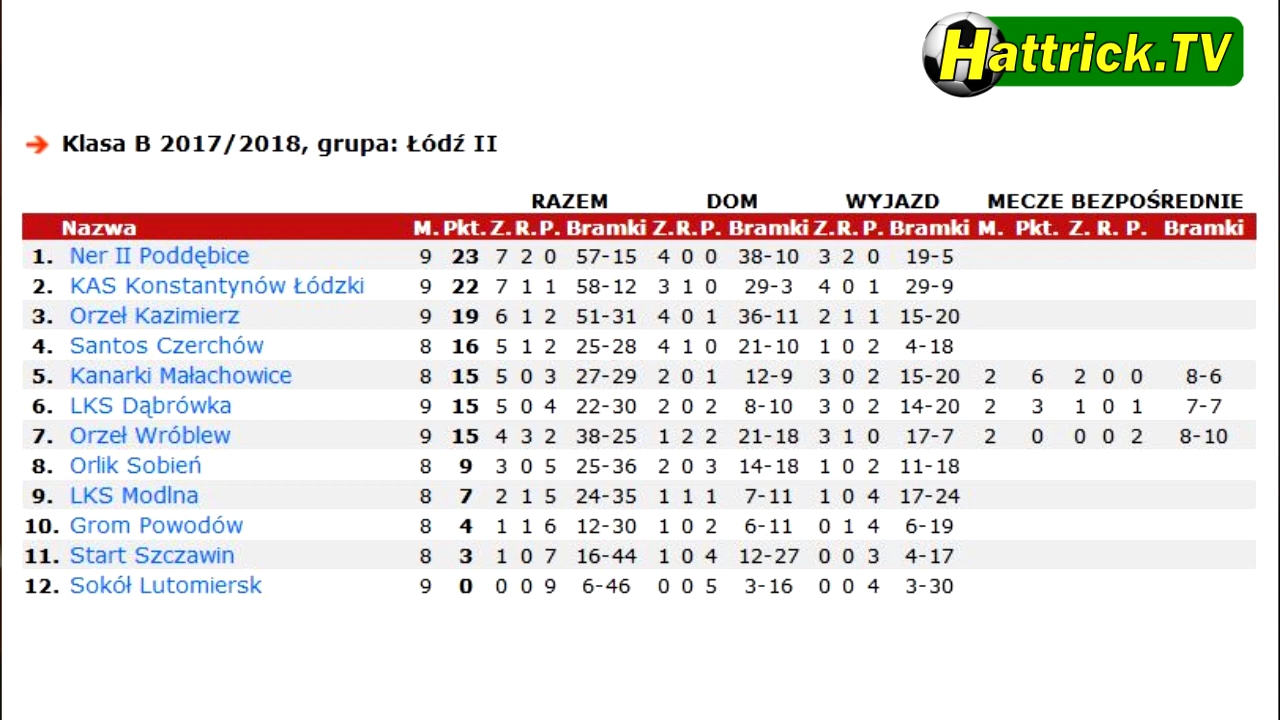 Hattrick.TV
Klasa B 2017/2018, grupa: Łódź II
RAZEM DOM WYJAZD MECZE BEZPOŚREDNIE
Nazwa M. Pkt. Z. R. P. Bramki Z. R. P. Bramki Z. R. P. Bramki M. Pkt. Z. R. P. Bramki
1. Ner II Poddębice 9 23 7 2 0 57-15 4 0 0 38-10 3 2 0 19-5
2. KAS Konstantynów Łódzki 9 22 7 1 1 58-12 3 1 0 29-3 4 0 1 29-9
3. Orzeł Kazimierz 9 19 6 1 2 51-31 4 0 1 36-11 2 1 1 15-20
4. Santos Czerchów 8 16 5 1 2 25-28 4 1 0 21-10 1 0 2 4-18
5. Kanarki Małachowice 8 15 5 0 3 27-29 2 0 1 12-9 3 0 2 15-20 2 6 2 0 0 8-6
6. LKS Dąbrówka 9 15 5 0 4 22-30 2 0 2 8-10 3 0 2 14-20 2 3 1 0 1 7-7
7. Orzeł Wróblew 9 15 4 3 2 38-25 1 2 2 21-18 3 1 0 17-7 2 0 0 0 2 8-10
8. Orlik Sobień 8 9 3 0 5 25-36 2 0 3 14-18 1 0 2 11-18
9. LKS Modlna 8 7 2 1 5 24-35 1 1 1 7-11 1 0 4 17-24
10. Grom Powodów 8 4 1 1 6 12-30 1 0 2 6-11 0 1 4 6-19
11. Start Szczawin 8 3 1 0 7 16-44 1 0 4 12-27 0 0 3 4-17
12. Sokół Lutomiersk 9 0 0 0 9 6-46 0 0 5 3-16 0 0 4 3-30